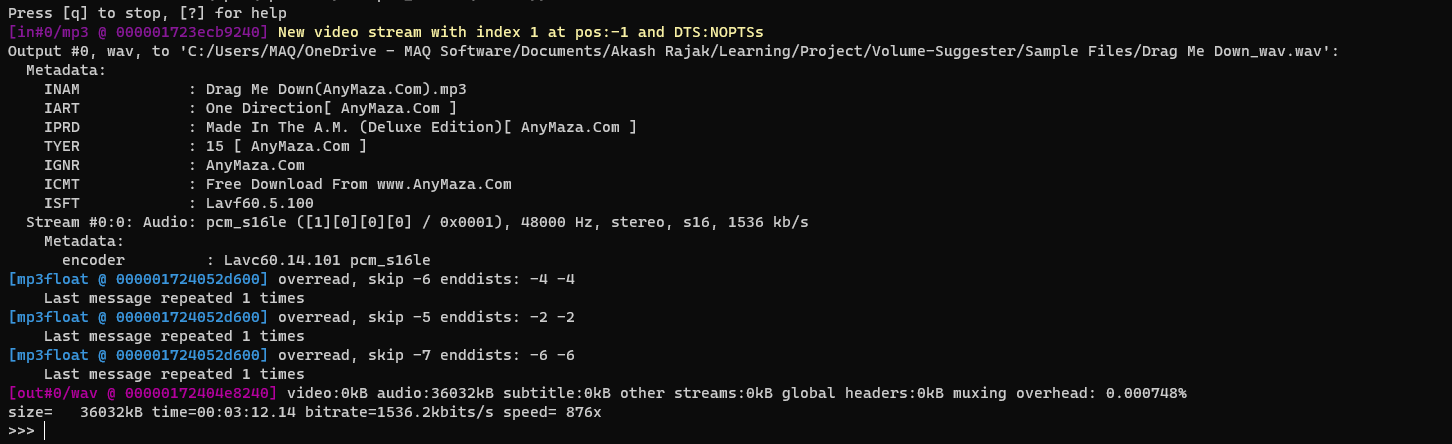 Press [q] to stop, [?] for help
[in#0/mp3 @ 000001723ecb9240] New video stream with index 1 at pos:-1 and DTS:NOPTSs
Output #0, wav, to 'C:/Users/MAQ/OneDrive - MAQ Software/Documents/Akash Rajak/Learning/Project/Volume-Suggester/Sample Files/Drag Me Down_wav.wav':
  Metadata:
    INAM            : Drag Me Down(AnyMaza.Com).mp3
    IART            : One Direction[ AnyMaza.Com ]
    IPRD            : Made In The A.M. (Deluxe Edition)[ AnyMaza.Com ]
    TYER            : 15 [ AnyMaza.Com ]
    IGNR            : AnyMaza.Com
    ICMT            : Free Download From www.AnyMaza.Com
    ISFT            : Lavf60.5.100
  Stream #0:0: Audio: pcm_s16le ([1][0][0][0] / 0x0001), 48000 Hz, stereo, s16, 1536 kb/s
    Metadata:
      encoder         : Lavc60.14.101 pcm_s16le
[mp3float @ 000001724052d600] overread, skip -6 enddists: -4 -4
    Last message repeated 1 times
[mp3float @ 000001724052d600] overread, skip -5 enddists: -2 -2
    Last message repeated 1 times
[mp3float @ 000001724052d600] overread, skip -7 enddists: -6 -6
    Last message repeated 1 times
[out#0/wav @ 00000172404e8240] video:0kB audio:36032kB subtitle:0kB other streams:0kB global headers:0kB muxing overhead: 0.000748%
size=   36032kB time=00:03:12.14 bitrate=1536.2kbits/s speed= 876x
>>>